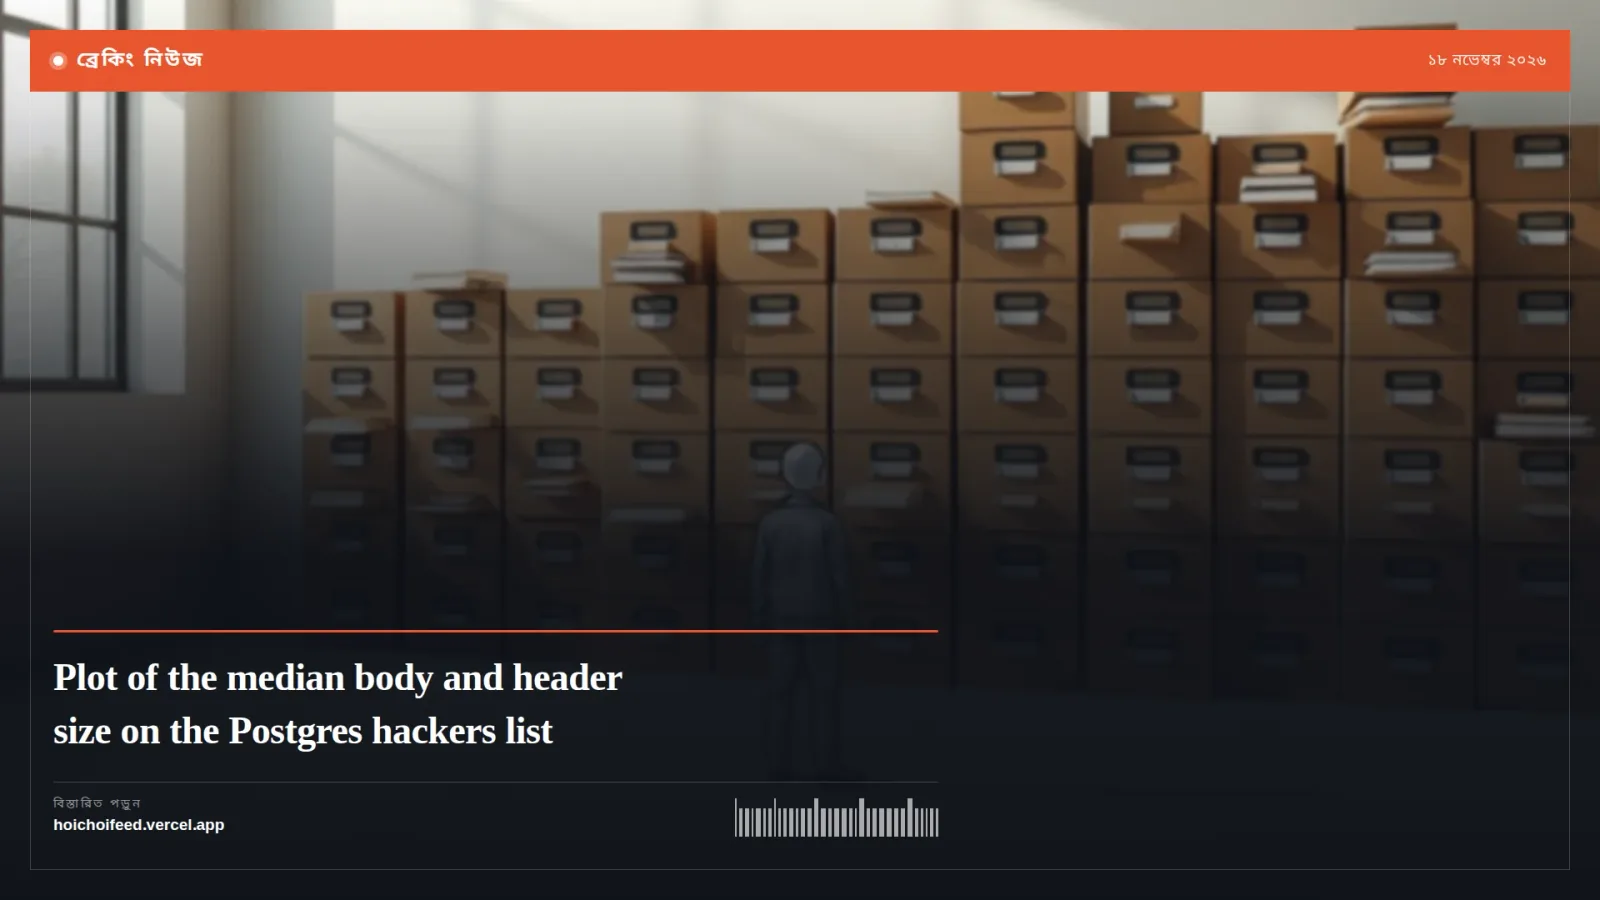 ব্রেকিং নিউজ
১৮ নভেম্বর ২০২৬
Plot of the median body and header
size on the Postgres hackers list
বিস্তারিত পড়ুন
hoichoifeed.vercel.app